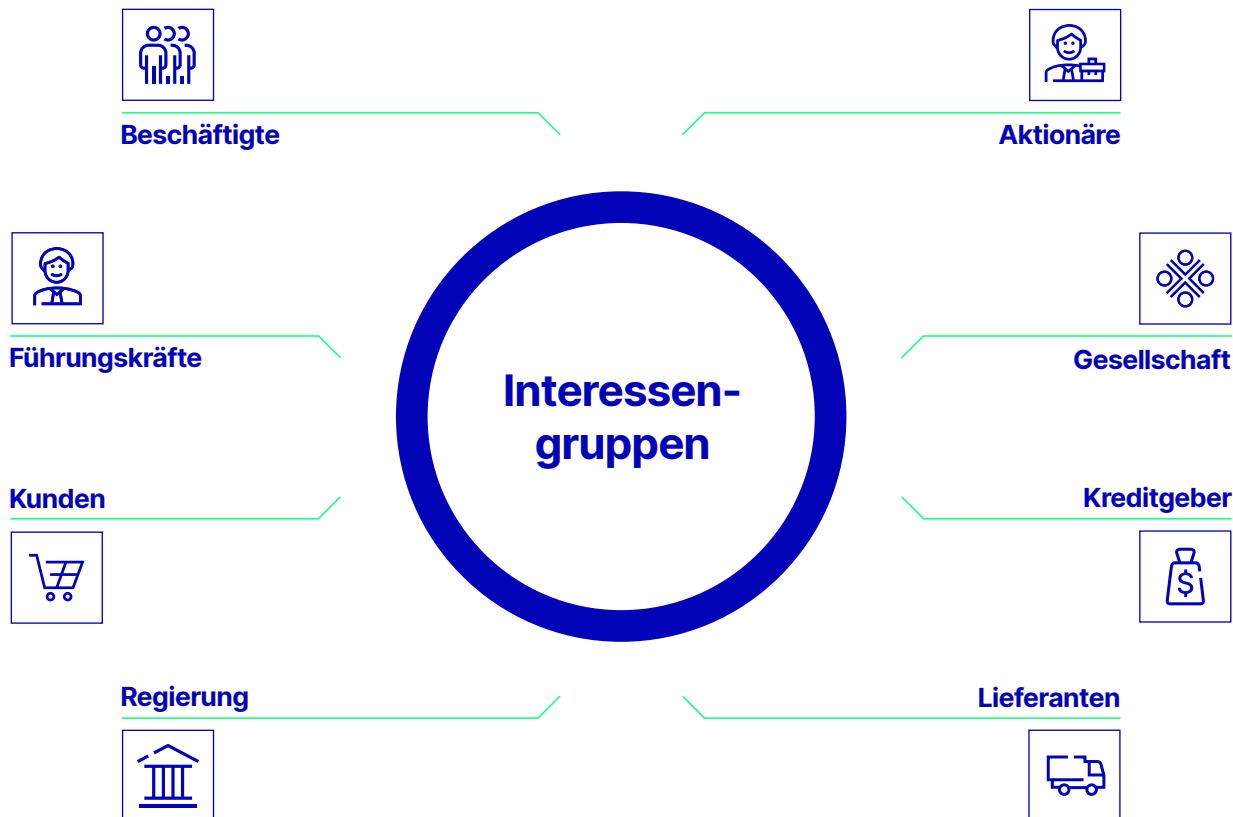 Beschäftigte
Aktionäre
Führungskräfte
Gesellschaft
Interessen-
gruppen
Kunden
Kreditgeber
$
Regierung
Lieferanten